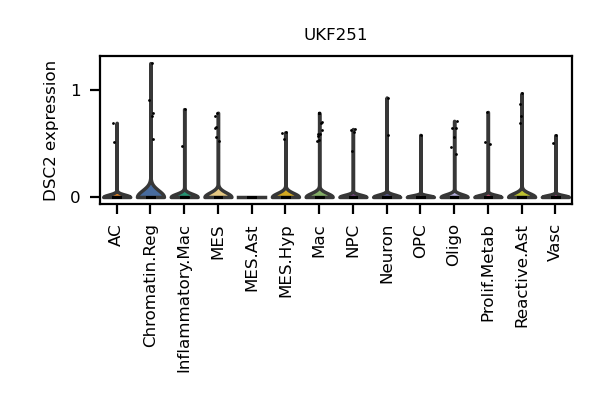 UKF251
DSC2 expression
1
0
AC
Chromatin.Reg
Inflammatory.Mac
MES
MES.Ast
MES.Hyp
Mac
NPC
Neuron
OPC
Oligo
Prolif.Metab
Reactive.Ast
Vasc